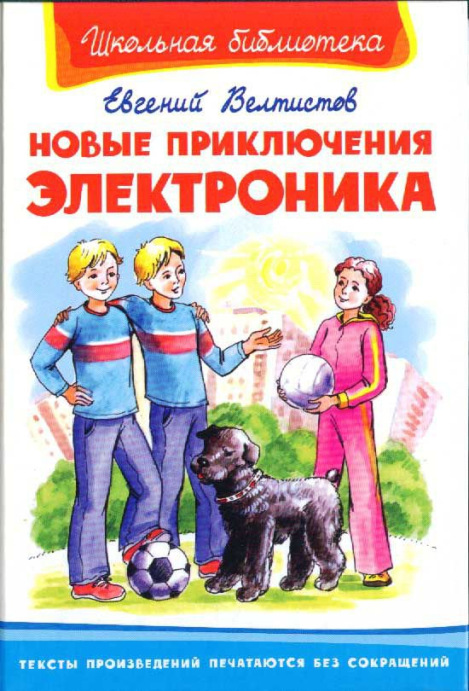 Школьная библиотека
Евгений Велтистов
НОВЫЕ ПРИКЛЮЧЕНИЯ
ЭЛЕКТРОНИКА
ТЕКСТЫ ПРОИЗВЕДЕНИЙ ПЕЧАТАЮТСЯ БЕЗ СОКРАЩЕНИЙ